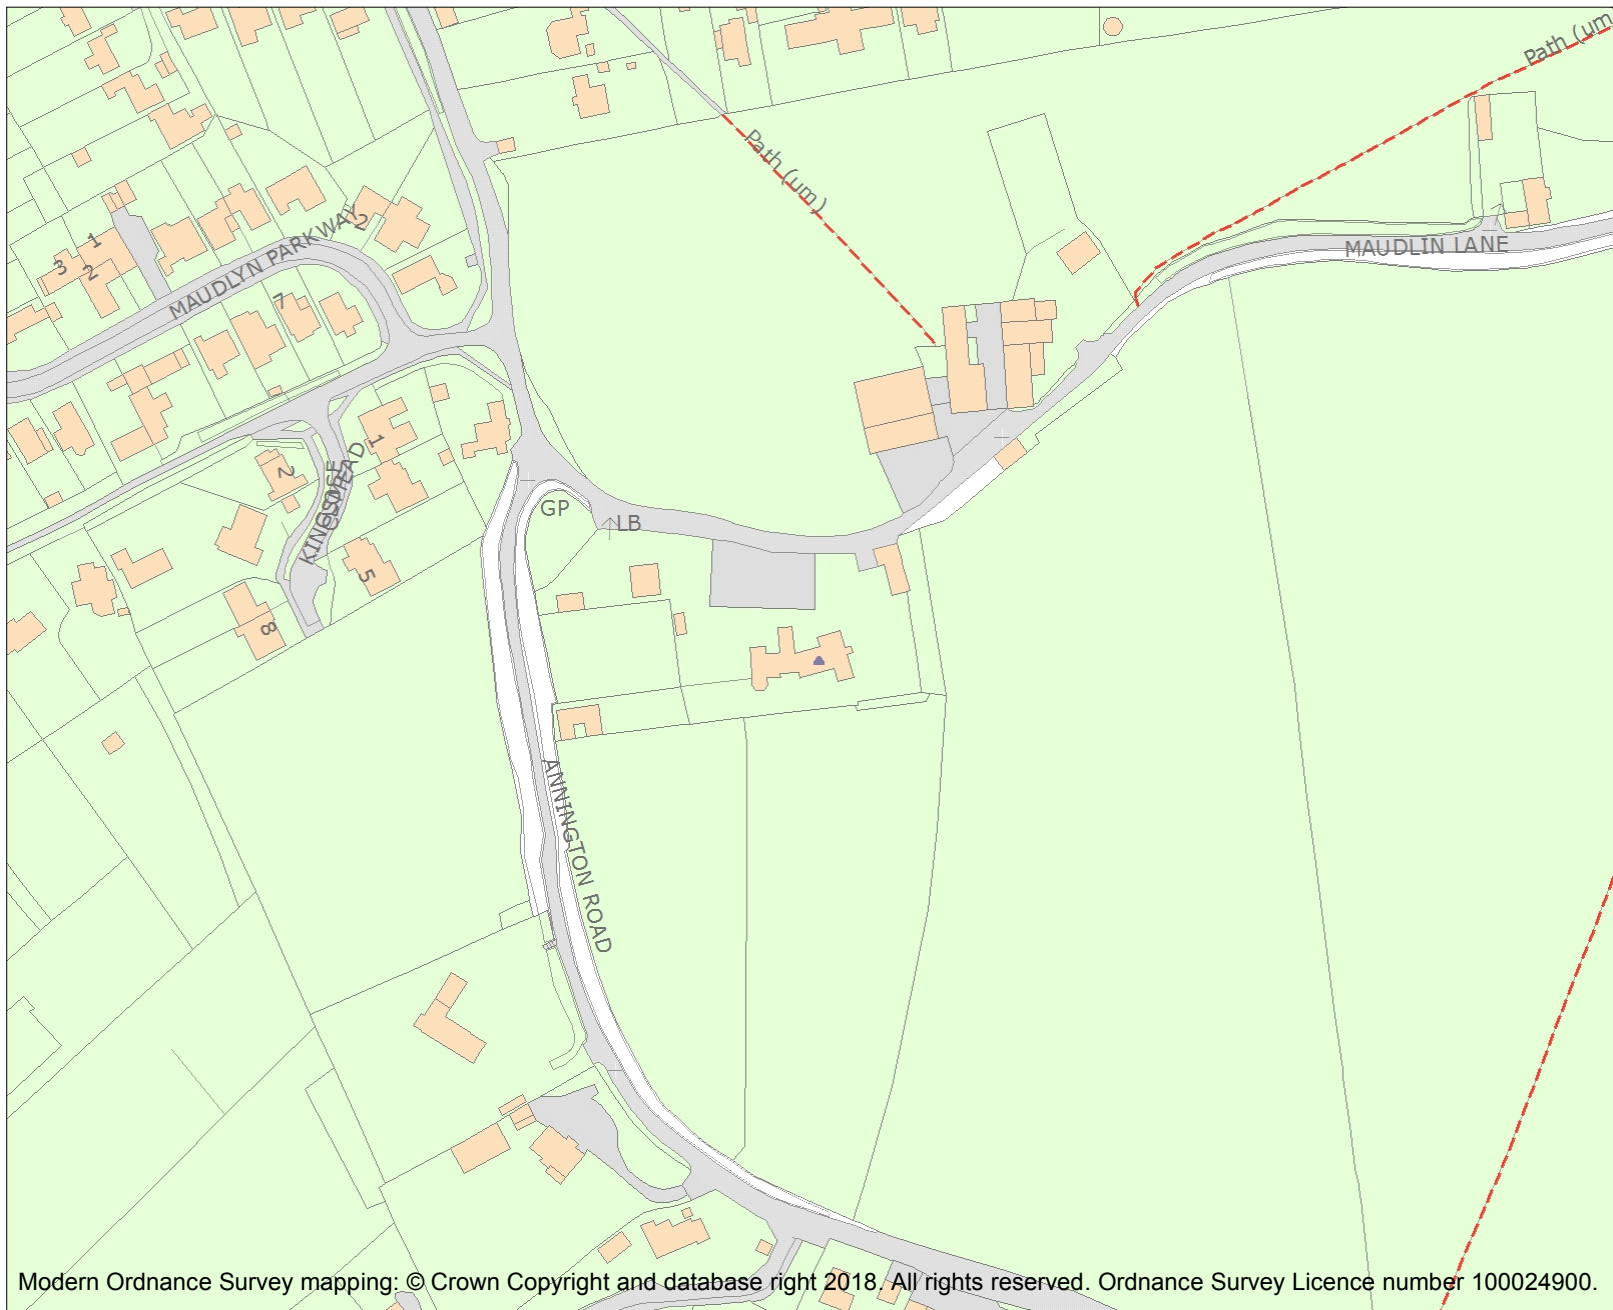 Path (um
Path (um)
MAUDLIN LANE
MAUDLYN PARKWAY
2
1
3
2
7
1
2
KINGSMEAD
CLOSE
GP
LB
5
8
ANNINGTON ROAD
Modern Ordnance Survey mapping: © Crown Copyright and database right 2018. All rights reserved. Ordnance Survey Licence number 100024900.